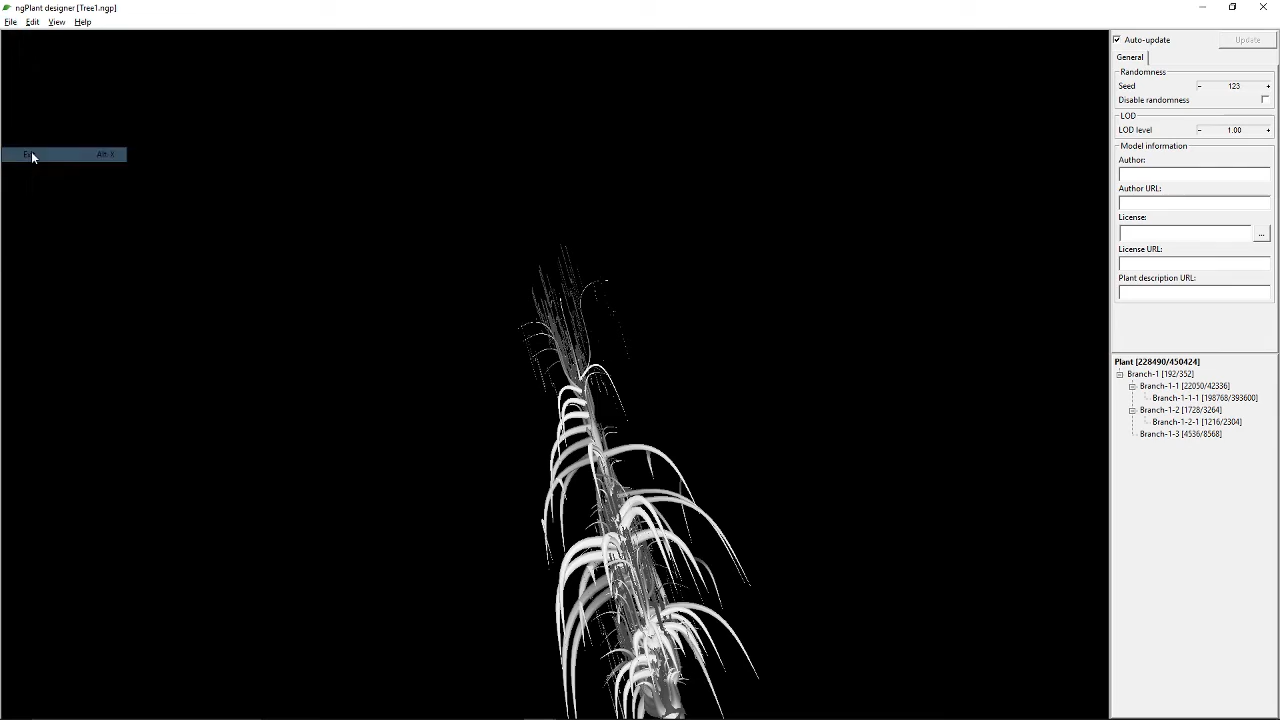 ngPlant designer [Tree1.ngp]
File Edit View Help
Auto-update Update
General
Randomness
Seed - 123 +
Disable randomness
LOD
LOD level - 1.00 +
Alt-X
Model information
Author:
Author URL:
License:
...
License URL:
Plant description URL:
Plant [228490/450424]
Branch-1 [192/352]
Branch-1-1 [22050/42336]
Branch-1-1-1 [198768/393600]
Branch-1-2 [1728/3264]
Branch-1-2-1 [1216/2304]
Branch-1-3 [4536/8568]